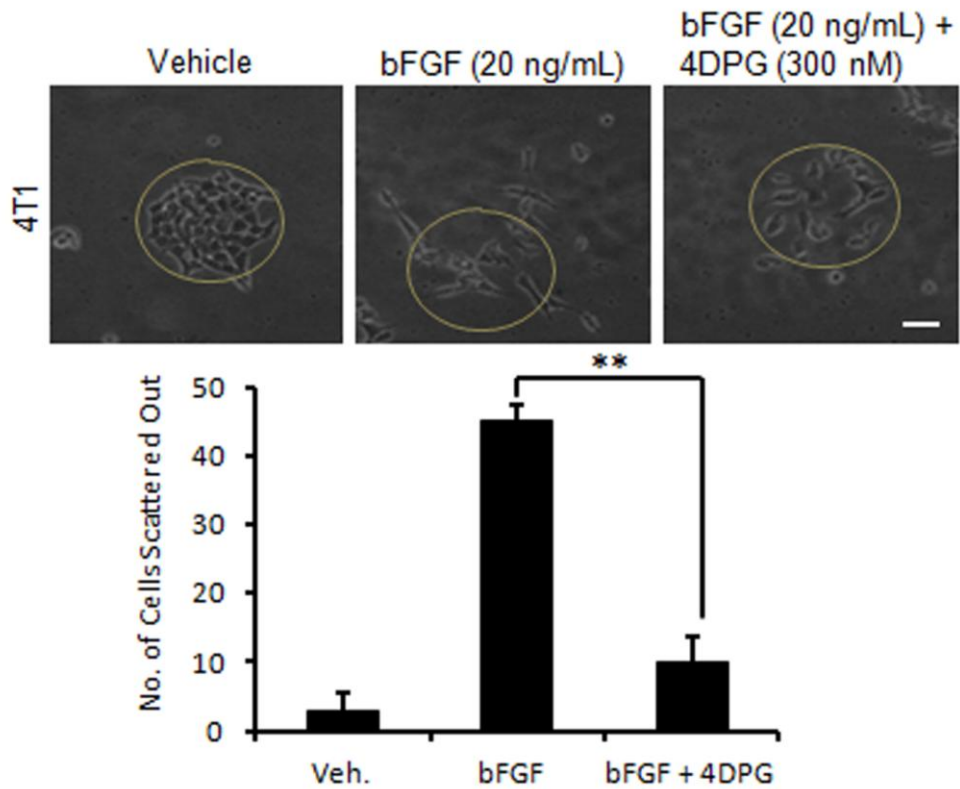 Vehicle
bFGF (20 ng/mL)
bFGF (20 ng/mL) +
4DPG (300 nM)
4T1
**
No. of Cells Scattered Out
50
40
30
20
10
0
Veh.
bFGF
bFGF + 4DPG